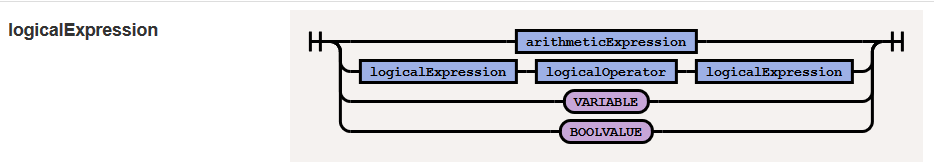 logicalExpression
arithmeticExpression
logicalExpression logicalOperator logicalExpression
VARIABLE
BOOLVALUE